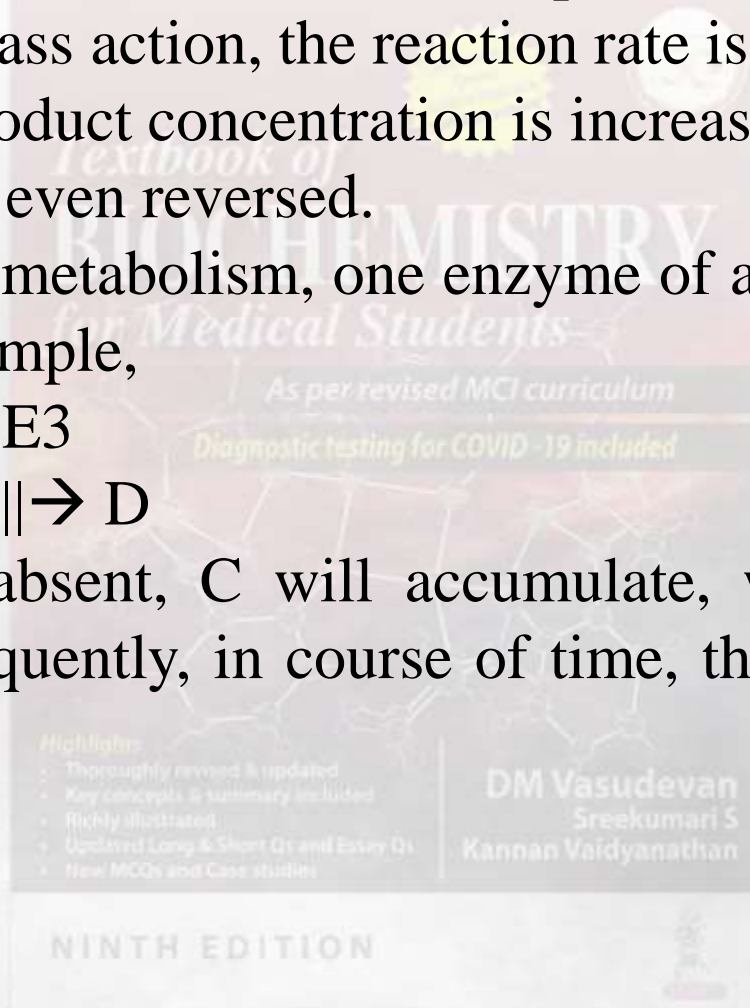 ass action, the reaction rate is
oduct concentration is increas
even reversed.
Textbook of
BIOCHEMISTRY
metabolism, one enzyme of a
for Medical Students
mple,
As per revised MCI curriculum
E3
Diagnostic testing for COVID -19 included
||→ D
absent, C will accumulate,
quently, in course of time, th
Highlights
• Thoroughly revised & updated
• Key concepts & summary included
• Richly illustrated
• Updated Long & Short Qs and Essay Qs
• New MCQs and Case studies
DM Vasudevan
Sreekumari S
Kannan Vaidyanathan
NINTH EDITION